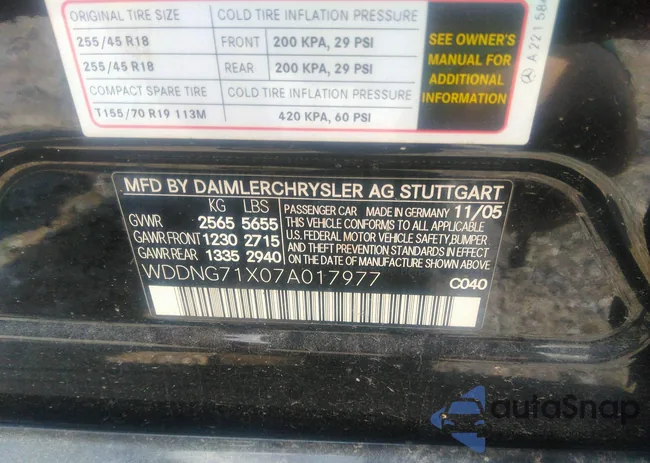 ORIGINAL TIRE SIZE COLD TIRE INFLATION PRESSURE
255/45 R18 FRONT 200 KPA, 29 PSI
255/45 R18 REAR 200 KPA, 29 PSI
COMPACT SPARE TIRE COLD TIRE INFLATION PRESSURE
T155/70 R19 113M 420 KPA, 60 PSI
SEE OWNER'S
MANUAL FOR
ADDITIONAL
INFORMATION
A 221 584
MFD BY DAIMLERCHRYSLER AG STUTTGART
KG LBS
GVWR 2565 5655
GAWR FRONT 1230 2715
GAWR REAR 1335 2940
PASSENGER CAR MADE IN GERMANY 11/05
THIS VEHICLE CONFORMS TO ALL APPLICABLE
U.S. FEDERAL MOTOR VEHICLE SAFETY, BUMPER,
AND THEFT PREVENTION STANDARDS IN EFFECT ON THE
DATE OF MANUFACTURE SHOWN ABOVE.
WDDNG71X07A017977
C040
autoSnap